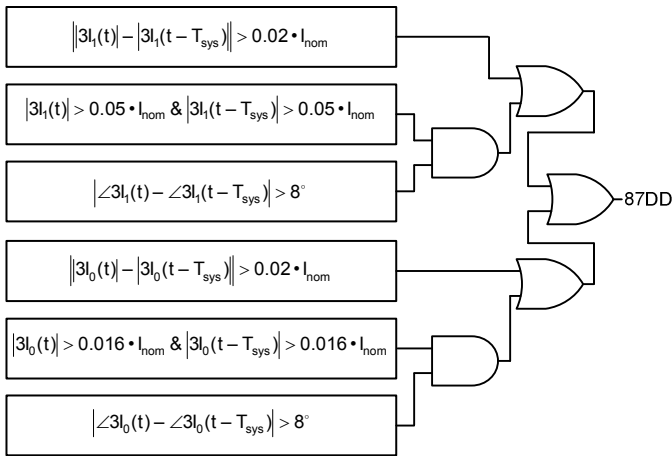 ||3I₁(t)| – |3I₁(t – Tsys)|| > 0.02 • Inom
|3I₁(t)| > 0.05 • Inom & |3I₁(t – Tsys)| > 0.05 • Inom
|∠3I₁(t) – ∠3I₁(t – Tsys)| > 8°
87DD
||3I₀(t)| – |3I₀(t – Tsys)|| > 0.02 • Inom
|3I₀(t)| > 0.016 • Inom & |3I₀(t – Tsys)| > 0.016 • Inom
|∠3I₀(t) – ∠3I₀(t – Tsys)| > 8°